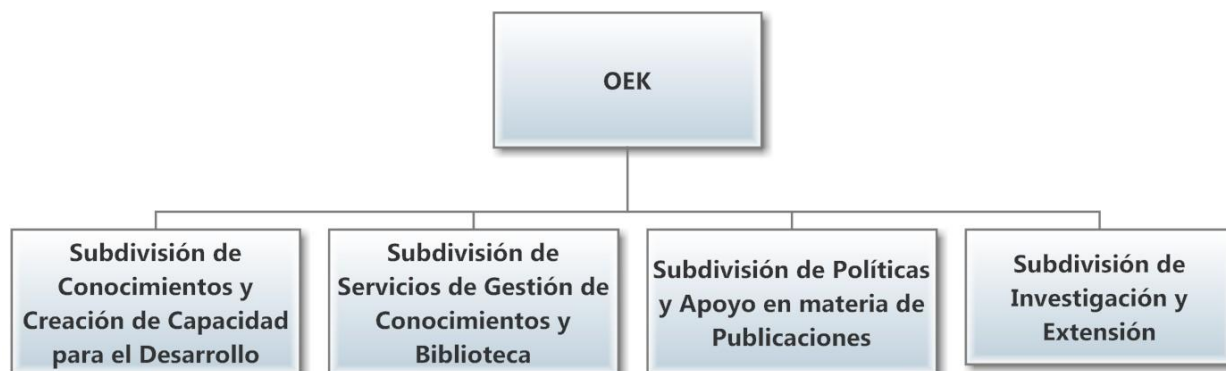 OEK
Subdivisión de
Conocimientos y
Creación de Capacidad
para el Desarrollo
Subdivisión de
Servicios de Gestión de
Conocimientos y
Biblioteca
Subdivisión de Políticas
y Apoyo en materia de
Publicaciones
Subdivisión de
Investigación y
Extensión